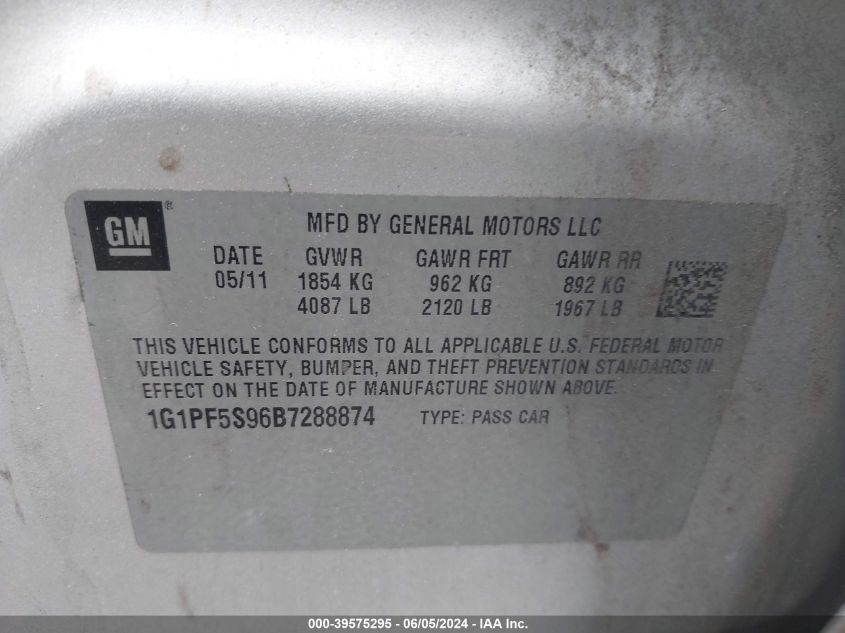 GM ®
MFD BY GENERAL MOTORS LLC
DATE GVWR GAWR FRT GAWR RR
05/11 1854 KG 962 KG 892 KG
4087 LB 2120 LB 1967 LB
THIS VEHICLE CONFORMS TO ALL APPLICABLE U.S. FEDERAL MOTOR
VEHICLE SAFETY, BUMPER, AND THEFT PREVENTION STANDARDS IN
EFFECT ON THE DATE OF MANUFACTURE SHOWN ABOVE.
1G1PF5S96B7288874 TYPE: PASS CAR
000-39575295 - 06/05/2024 - IAA Inc.